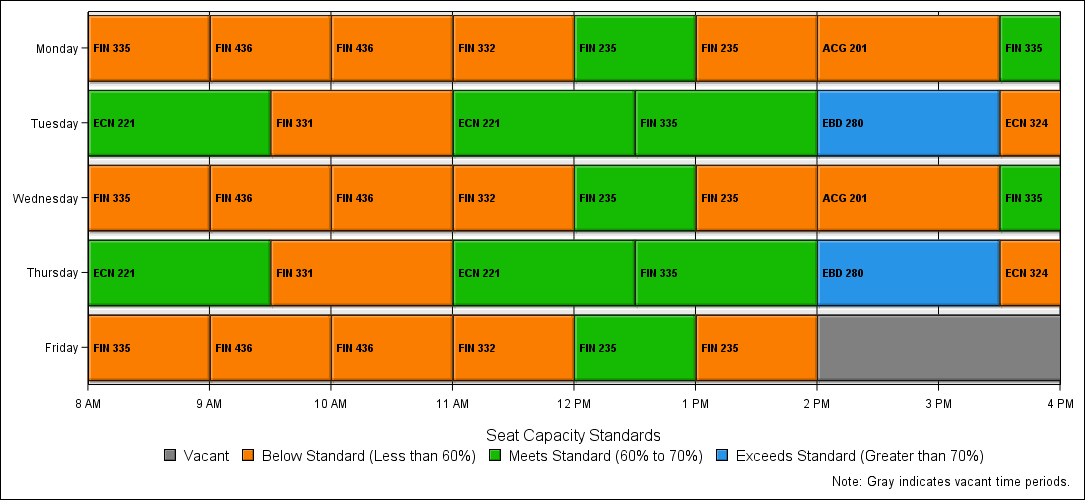 Monday FIN 335 FIN 436 FIN 436 FIN 332 FIN 235 FIN 235 ACG 201 FIN 335
Tuesday ECN 221 FIN 331 ECN 221 FIN 335 EBD 280 ECN 324
Wednesday FIN 335 FIN 436 FIN 436 FIN 332 FIN 235 FIN 235 ACG 201 FIN 335
Thursday ECN 221 FIN 331 ECN 221 FIN 335 EBD 280 ECN 324
Friday FIN 335 FIN 436 FIN 436 FIN 332 FIN 235 FIN 235
8 AM 9 AM 10 AM 11 AM 12 PM 1 PM 2 PM 3 PM 4 PM
Seat Capacity Standards
Vacant Below Standard (Less than 60%) Meets Standard (60% to 70%) Exceeds Standard (Greater than 70%)
Note: Gray indicates vacant time periods.